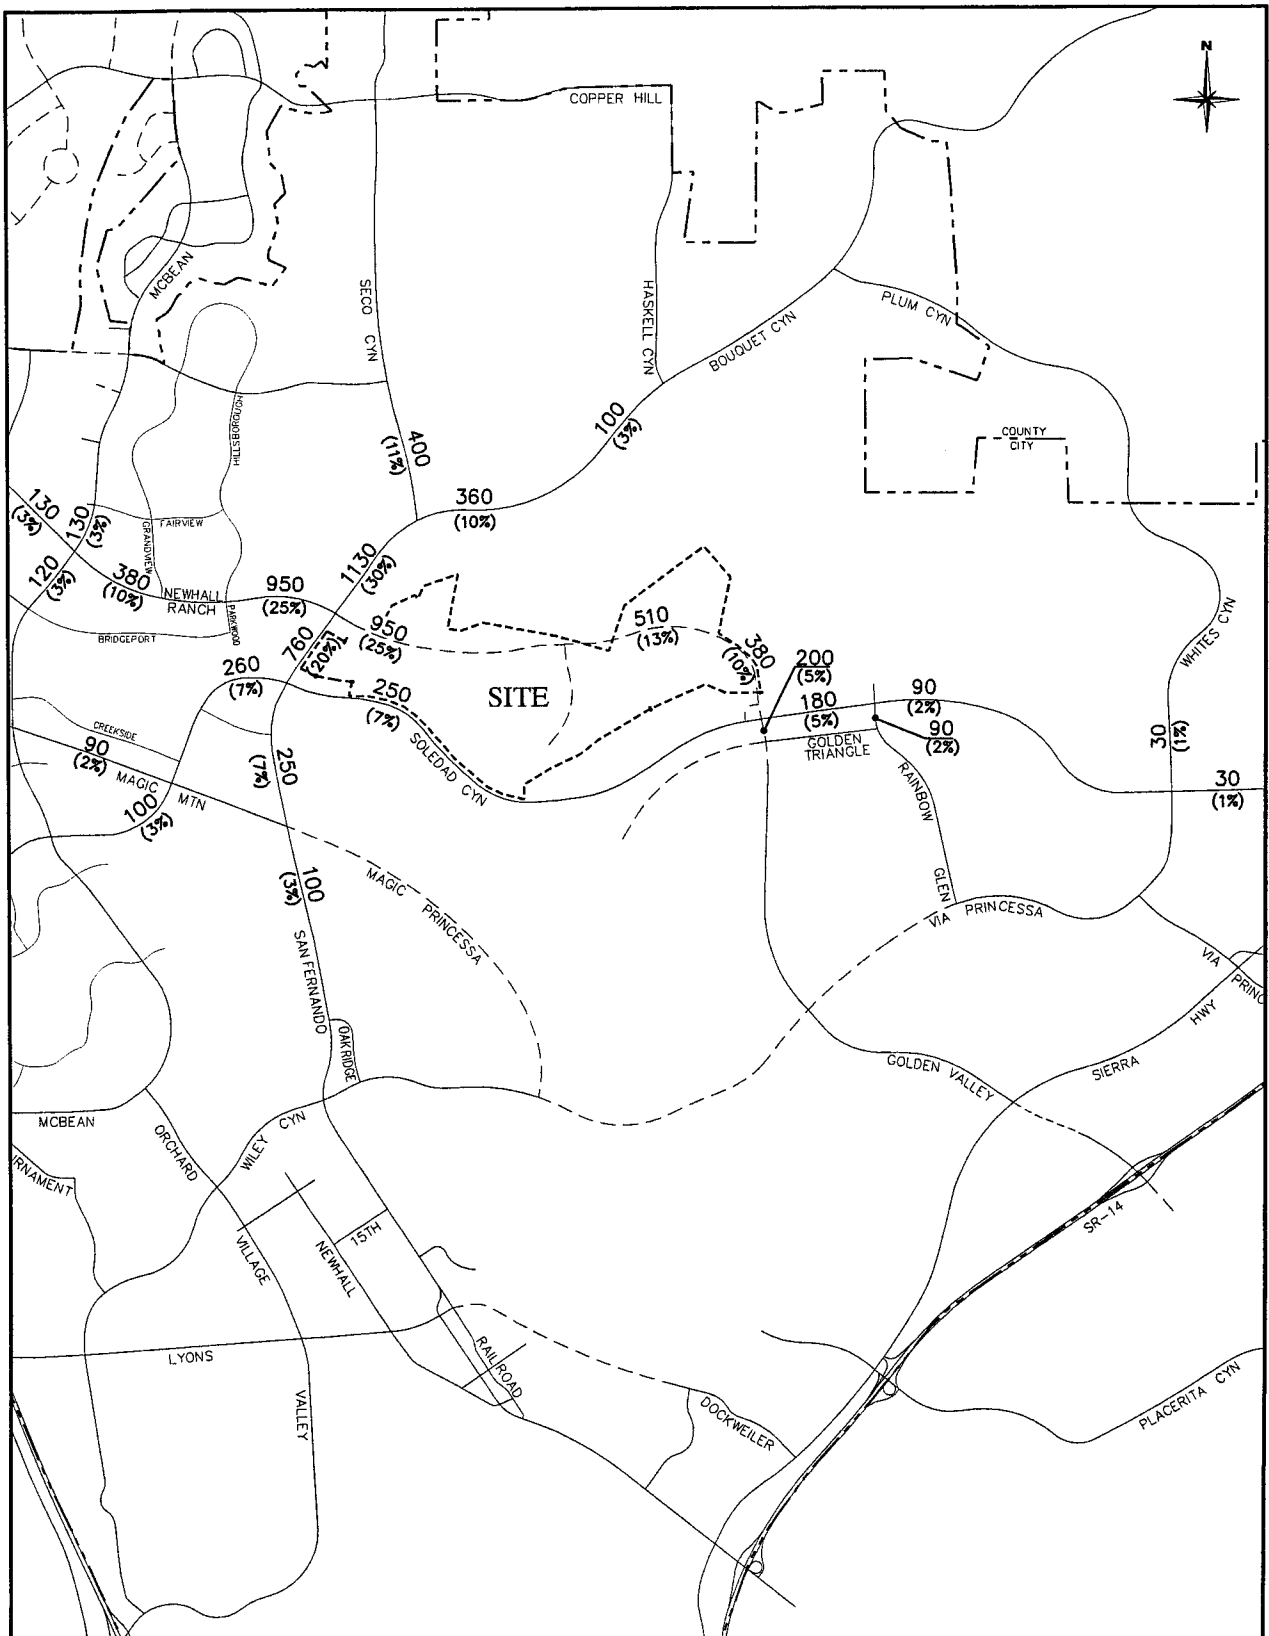 N
COPPER HILL
MCBEAN
SECO CYN
HASKELL CYN
PLUM CYN
BOUQUET CYN
HILLSBOROUGH
100
(3%)
400
(11%)
COUNTY
CITY
360
(10%)
130
(3%)
130
(3%)
FAIRVIEW
GRANDVIEW
1130
(30%)
120
(3%)
380
(10%)
NEWHALL
RANCH
950
(25%)
PARKWOOD
BRIDGEPORT
950
(25%)
510
(13%)
760
(20%)
380
(10%)
WHITES CYN
200
(5%)
260
(7%)
250
(7%)
SITE
180
(5%)
90
(2%)
90
(2%)
GOLDEN
TRIANGLE
CREEKSIDE
90
(2%)
MAGIC
MTN
250
(7%)
SOLEDAD CYN
30
(1%)
30
(1%)
RAINBOW
GLEN
100
(3%)
100
(3%)
MAGIC
PRINCESSA
VIA PRINCESSA
SAN FERNANDO
VIA PRINC
HWY
SIERRA
OAKRIDGE
GOLDEN VALLEY
MCBEAN
ORCHARD
WILEY CYN
URNAMENT
SR-14
15TH
VILLAGE
NEWHALL
LYONS
RAILROAD
VALLEY
DOCKWEILER
PLACERITA CYN